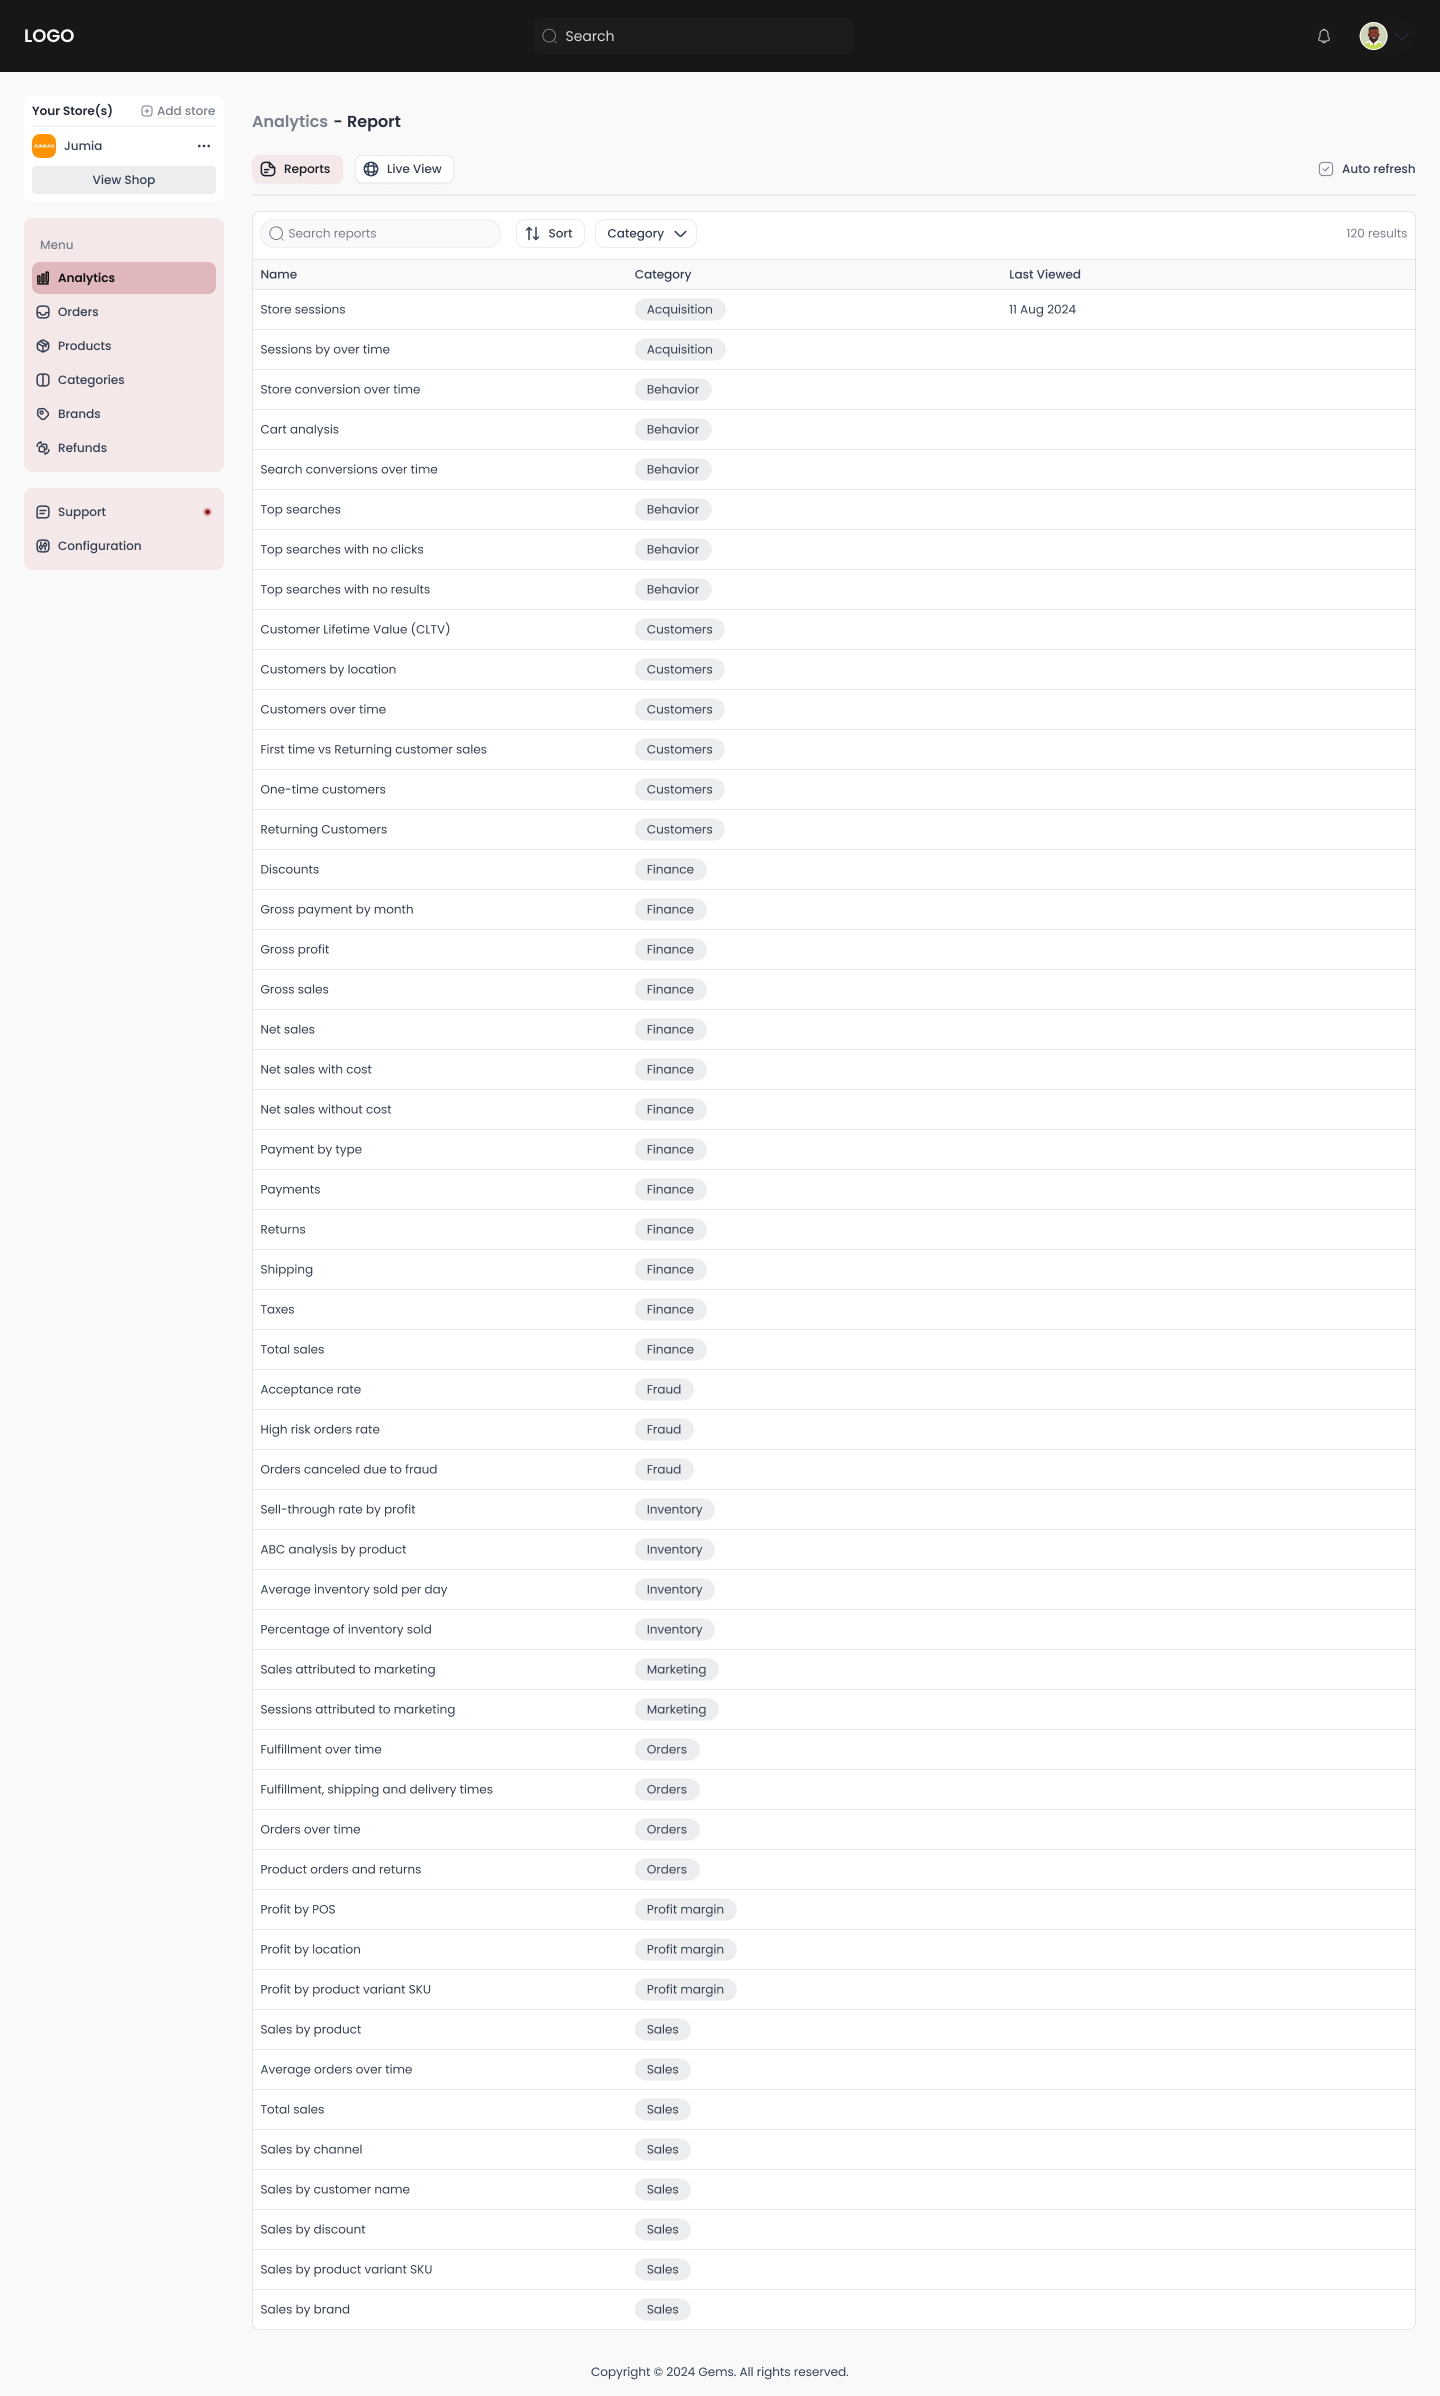 LOGO
Search
Your Store(s) Add store
JUMIA
Jumia
View Shop
Menu
Analytics
Orders
Products
Categories
Brands
Refunds
Support
Configuration
Analytics - Report
Reports Live View Auto refresh
Search reports Sort Category 120 results
Name Category Last Viewed
Store sessions Acquisition 11 Aug 2024
Sessions by over time Acquisition
Store conversion over time Behavior
Cart analysis Behavior
Search conversions over time Behavior
Top searches Behavior
Top searches with no clicks Behavior
Top searches with no results Behavior
Customer Lifetime Value (CLTV) Customers
Customers by location Customers
Customers over time Customers
First time vs Returning customer sales Customers
One-time customers Customers
Returning Customers Customers
Discounts Finance
Gross payment by month Finance
Gross profit Finance
Gross sales Finance
Net sales Finance
Net sales with cost Finance
Net sales without cost Finance
Payment by type Finance
Payments Finance
Returns Finance
Shipping Finance
Taxes Finance
Total sales Finance
Acceptance rate Fraud
High risk orders rate Fraud
Orders canceled due to fraud Fraud
Sell-through rate by profit Inventory
ABC analysis by product Inventory
Average inventory sold per day Inventory
Percentage of inventory sold Inventory
Sales attributed to marketing Marketing
Sessions attributed to marketing Marketing
Fulfillment over time Orders
Fulfillment, shipping and delivery times Orders
Orders over time Orders
Product orders and returns Orders
Profit by POS Profit margin
Profit by location Profit margin
Profit by product variant SKU Profit margin
Sales by product Sales
Average orders over time Sales
Total sales Sales
Sales by channel Sales
Sales by customer name Sales
Sales by discount Sales
Sales by product variant SKU Sales
Sales by brand Sales
Copyright © 2024 Gems. All rights reserved.